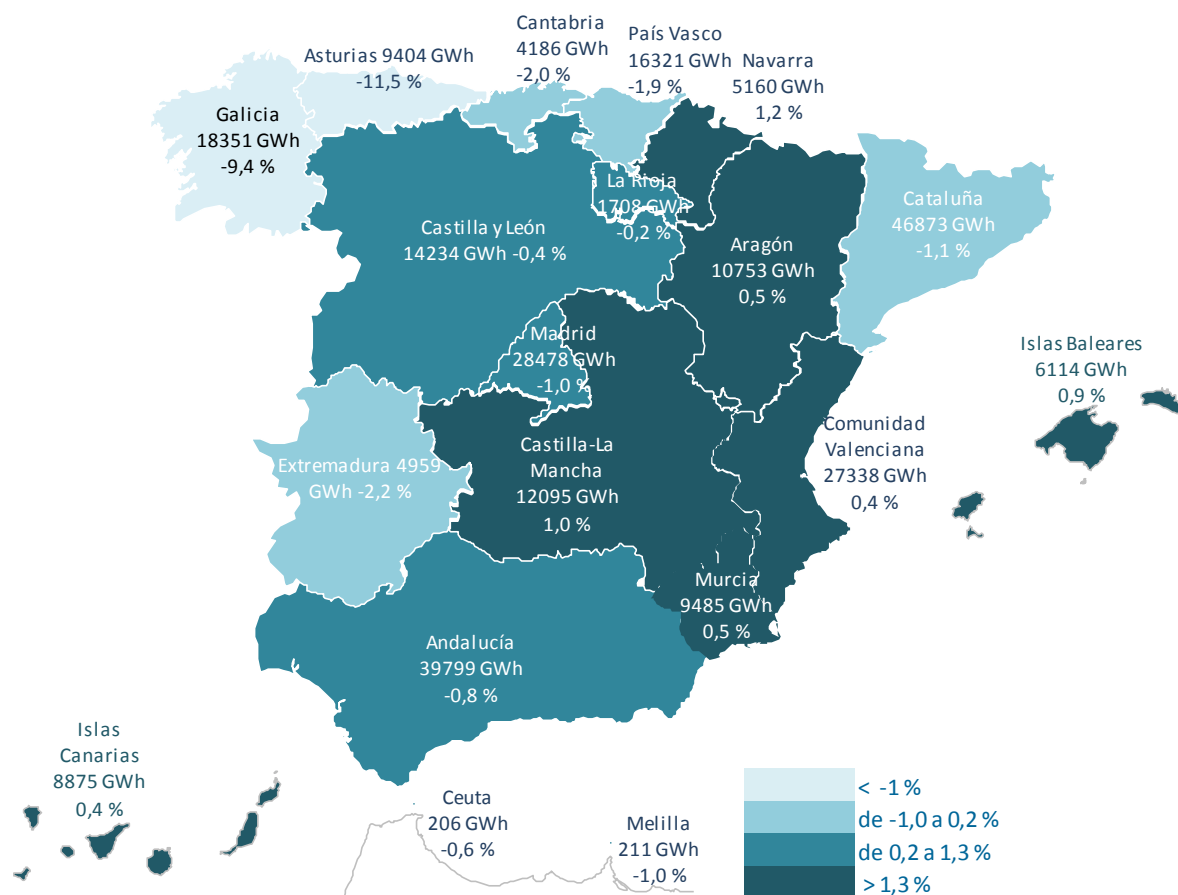 Cantabria
4186 GWh
-2,0 %
País Vasco
16321 GWh
-1,9 %
Navarra
5160 GWh
1,2 %
Asturias 9404 GWh
-11,5 %
Galicia
18351 GWh
-9,4 %
La Rioja
1708 GWh
-0,2 %
Castilla y León
14234 GWh -0,4 %
Aragón
10753 GWh
0,5 %
Cataluña
46873 GWh
-1,1 %
Madrid
28478 GWh
-1,0 %
Islas Baleares
6114 GWh
0,9 %
Extremadura 4959
GWh -2,2 %
Castilla-La
Mancha
12095 GWh
1,0 %
Comunidad
Valenciana
27338 GWh
0,4 %
Murcia
9485 GWh
0,5 %
Andalucía
39799 GWh
-0,8 %
Islas
Canarias
8875 GWh
0,4 %
Ceuta
206 GWh
-0,6 %
Melilla
211 GWh
-1,0 %
< -1 %
de -1,0 a 0,2 %
de 0,2 a 1,3 %
> 1,3 %